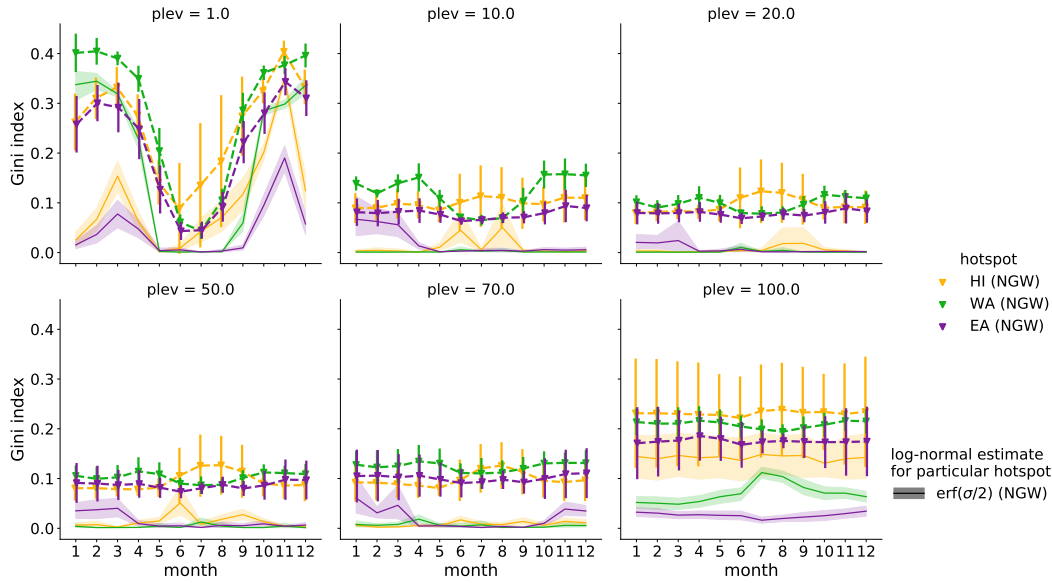 plev = 1.0
plev = 10.0
plev = 20.0
0.4
0.3
0.2
0.1
0.0
Gini index
plev = 50.0
plev = 70.0
plev = 100.0
0.4
0.3
0.2
0.1
0.0
Gini index
1 2 3 4 5 6 7 8 9 10 11 12
1 2 3 4 5 6 7 8 9 10 11 12
1 2 3 4 5 6 7 8 9 10 11 12
month
month
month
hotspot
HI (NGW)
WA (NGW)
EA (NGW)
log-normal estimate
for particular hotspot
erf(σ/2) (NGW)